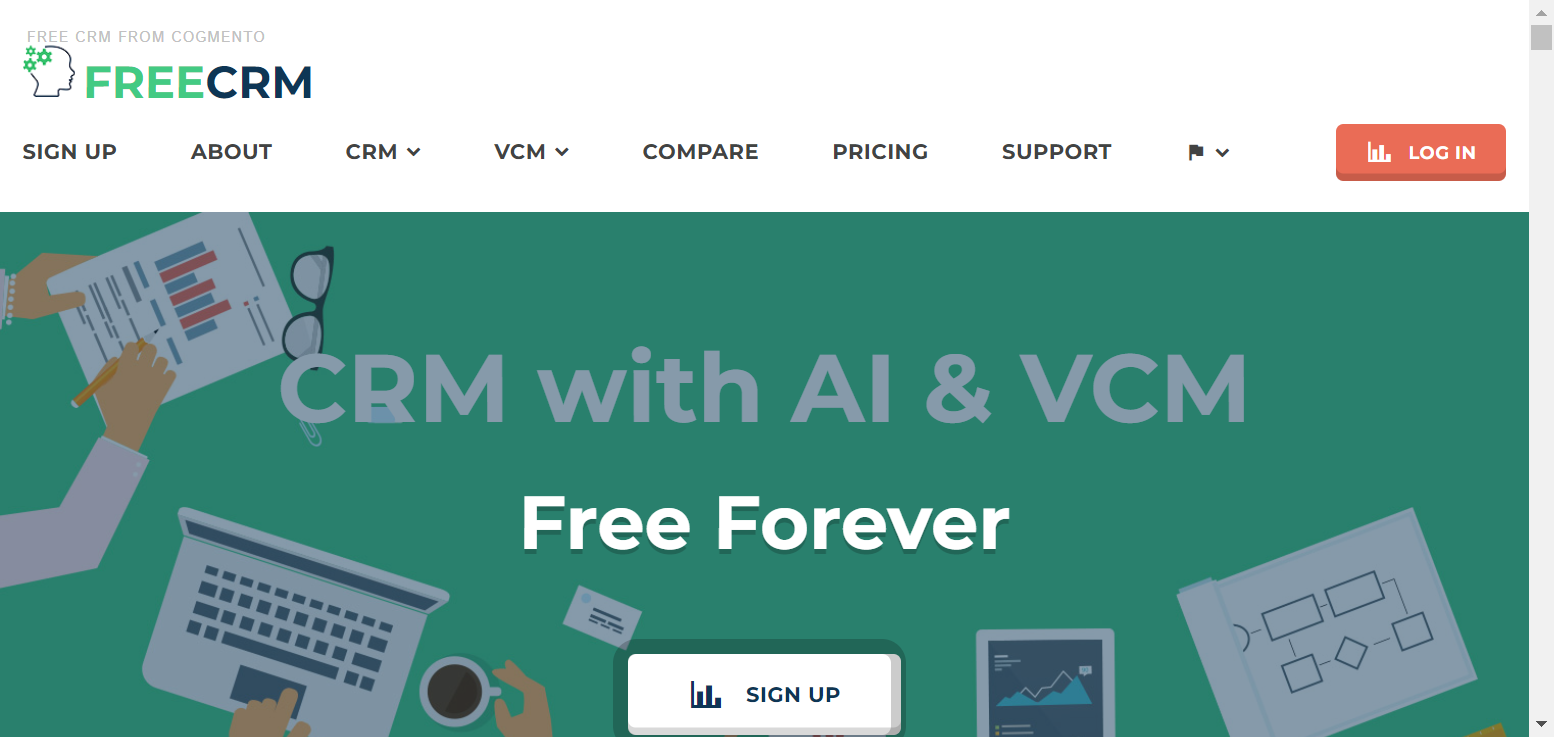 FREE CRM FROM COGMENTO
FREECRM
SIGN UP ABOUT CRM VCM COMPARE PRICING SUPPORT LOG IN
CRM with AI & VCM
Free Forever
SIGN UP